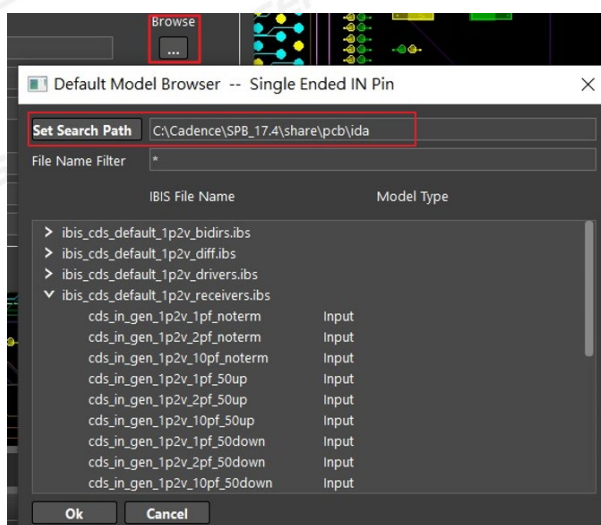 Browse
...
Default Model Browser -- Single Ended IN Pin
Set Search Path C:\Cadence\SPB_17.4\share\pcb\ida
File Name Filter *
IBIS File Name Model Type
ibis_cds_default_1p2v_bidirs.ibs
ibis_cds_default_1p2v_diff.ibs
ibis_cds_default_1p2v_drivers.ibs
ibis_cds_default_1p2v_receivers.ibs
cds_in_gen_1p2v_1pf_noterm Input
cds_in_gen_1p2v_2pf_noterm Input
cds_in_gen_1p2v_10pf_noterm Input
cds_in_gen_1p2v_1pf_50up Input
cds_in_gen_1p2v_2pf_50up Input
cds_in_gen_1p2v_10pf_50up Input
cds_in_gen_1p2v_1pf_50down Input
cds_in_gen_1p2v_2pf_50down Input
cds_in_gen_1p2v_10pf_50down Input
Ok Cancel